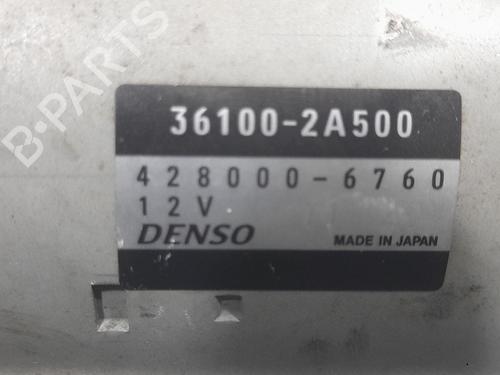 B-PARTS
36100-2A500
428000-6760
12V
DENSO MADE IN JAPAN